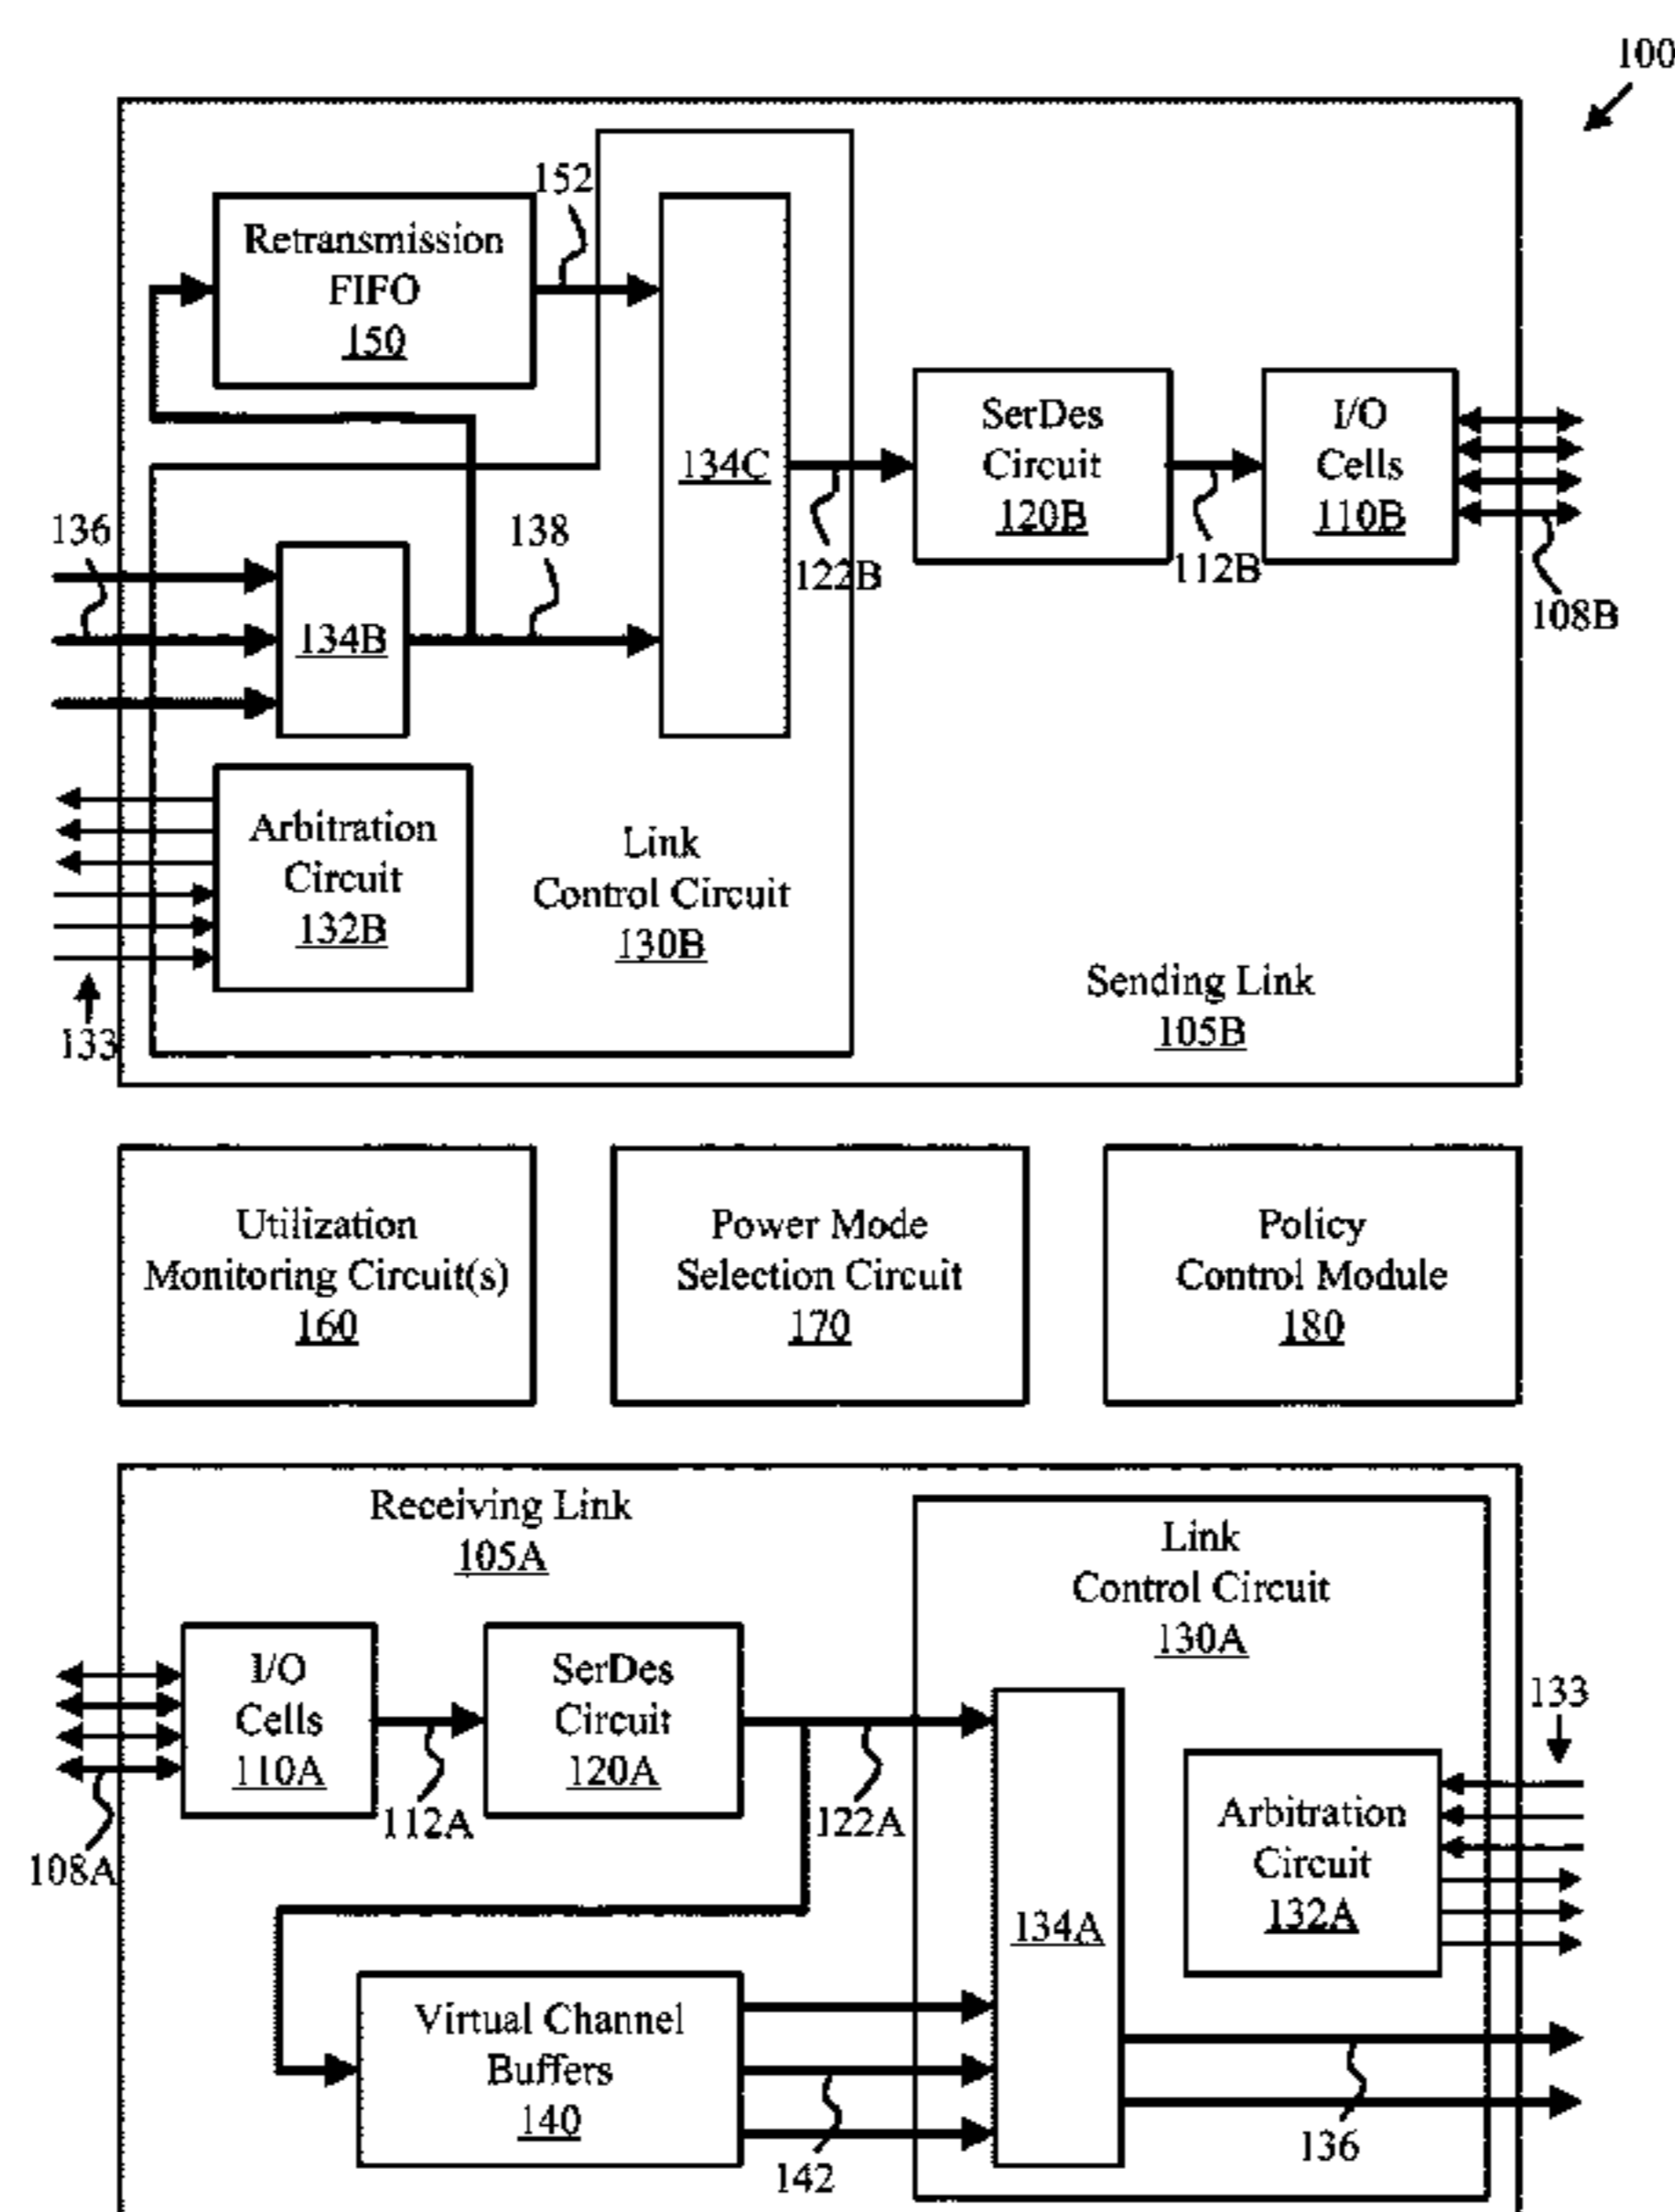 100
152
Retransmission
FIFO
150
134C
SerDes
Circuit
120B
I/O
Cells
110B
136
138
122B
112B
108B
134B
Arbitration
Circuit
132B
Link
Control Circuit
130B
133
Sending Link
105B
Utilization
Monitoring Circuit(s)
160
Power Mode
Selection Circuit
170
Policy
Control Module
180
Receiving Link
105A
Link
Control Circuit
130A
I/O
Cells
110A
SerDes
Circuit
120A
133
112A
122A
108A
Arbitration
Circuit
132A
134A
Virtual Channel
Buffers
140
142
136